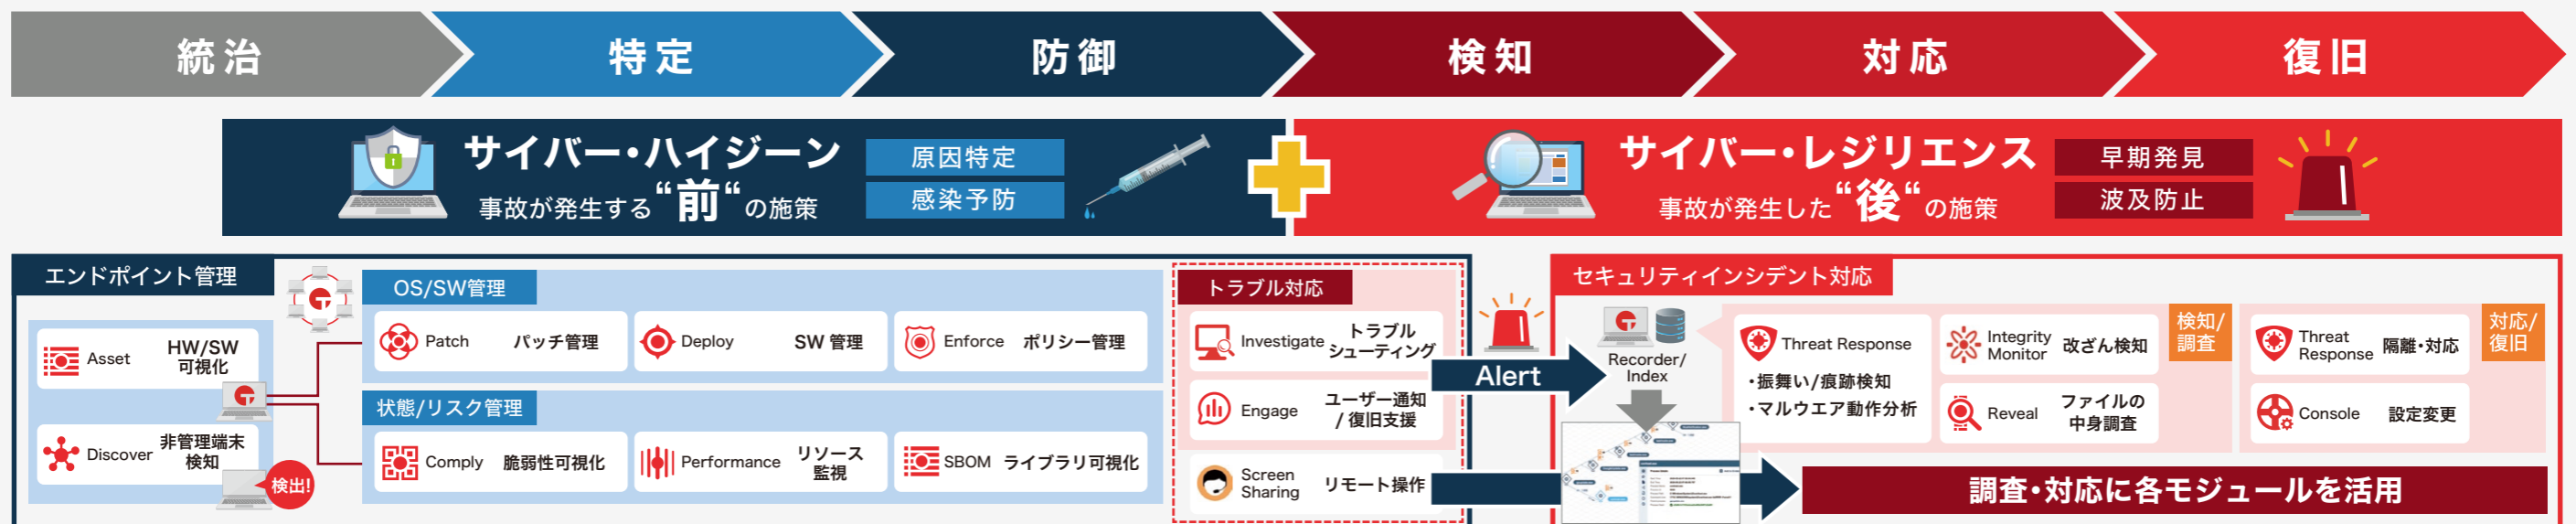 統治
特定
防御
検知
対応
復旧
サイバー・ハイジーン
事故が発生する“前“の施策
原因特定
感染予防
サイバー・レジリエンス
事故が発生した“後“の施策
早期発見
波及防止
エンドポイント管理
Asset
HW/SW
可視化
Discover
非管理端末
検知
検出!
OS/SW管理
Patch
パッチ管理
Deploy
SW 管理
Enforce
ポリシー管理
状態/リスク管理
Comply
脆弱性可視化
Performance
リソース
監視
SBOM
ライブラリ可視化
トラブル対応
Investigate
トラブル
シューティング
Engage
ユーザー通知
/ 復旧支援
Screen
Sharing
リモート操作
Alert
セキュリティインシデント対応
Recorder/
Index
Threat Response
・振舞い/痕跡検知
・マルウエア動作分析
Integrity
Monitor
改ざん検知
Reveal
ファイルの
中身調査
検知/
調査
Threat
Response
隔離・対応
Console
設定変更
対応/
復旧
調査・対応に各モジュールを活用